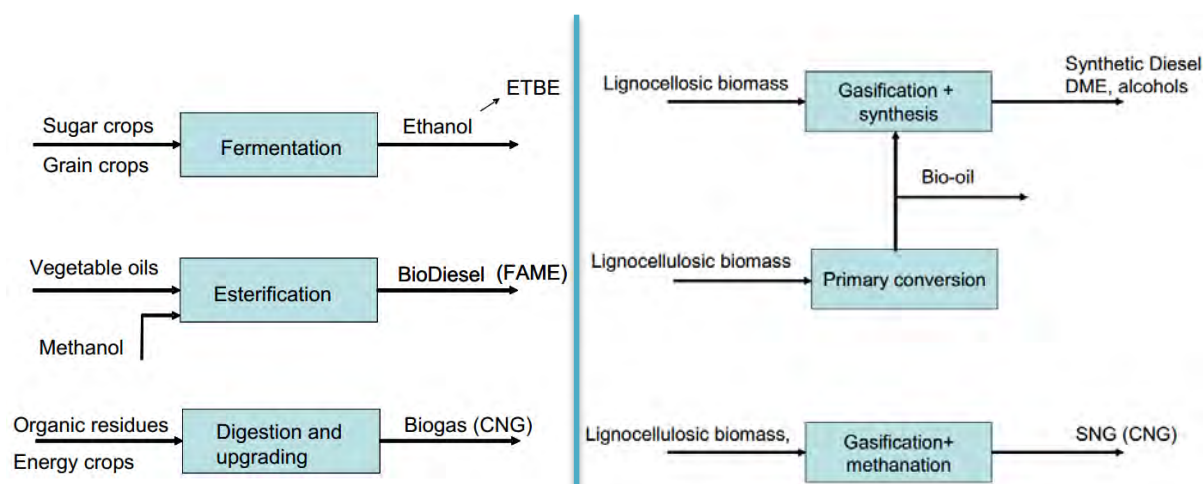 ETBE
Sugar crops
Grain crops
Fermentation
Ethanol
Vegetable oils
Methanol
Esterification
BioDiesel (FAME)
Organic residues
Energy crops
Digestion and
upgrading
Biogas (CNG)
Lignocellosic biomass
Gasification +
synthesis
Synthetic Diesel
DME, alcohols
Bio-oil
Lignocellulosic biomass
Primary conversion
Lignocellulosic biomass,
Gasification+
methanation
SNG (CNG)